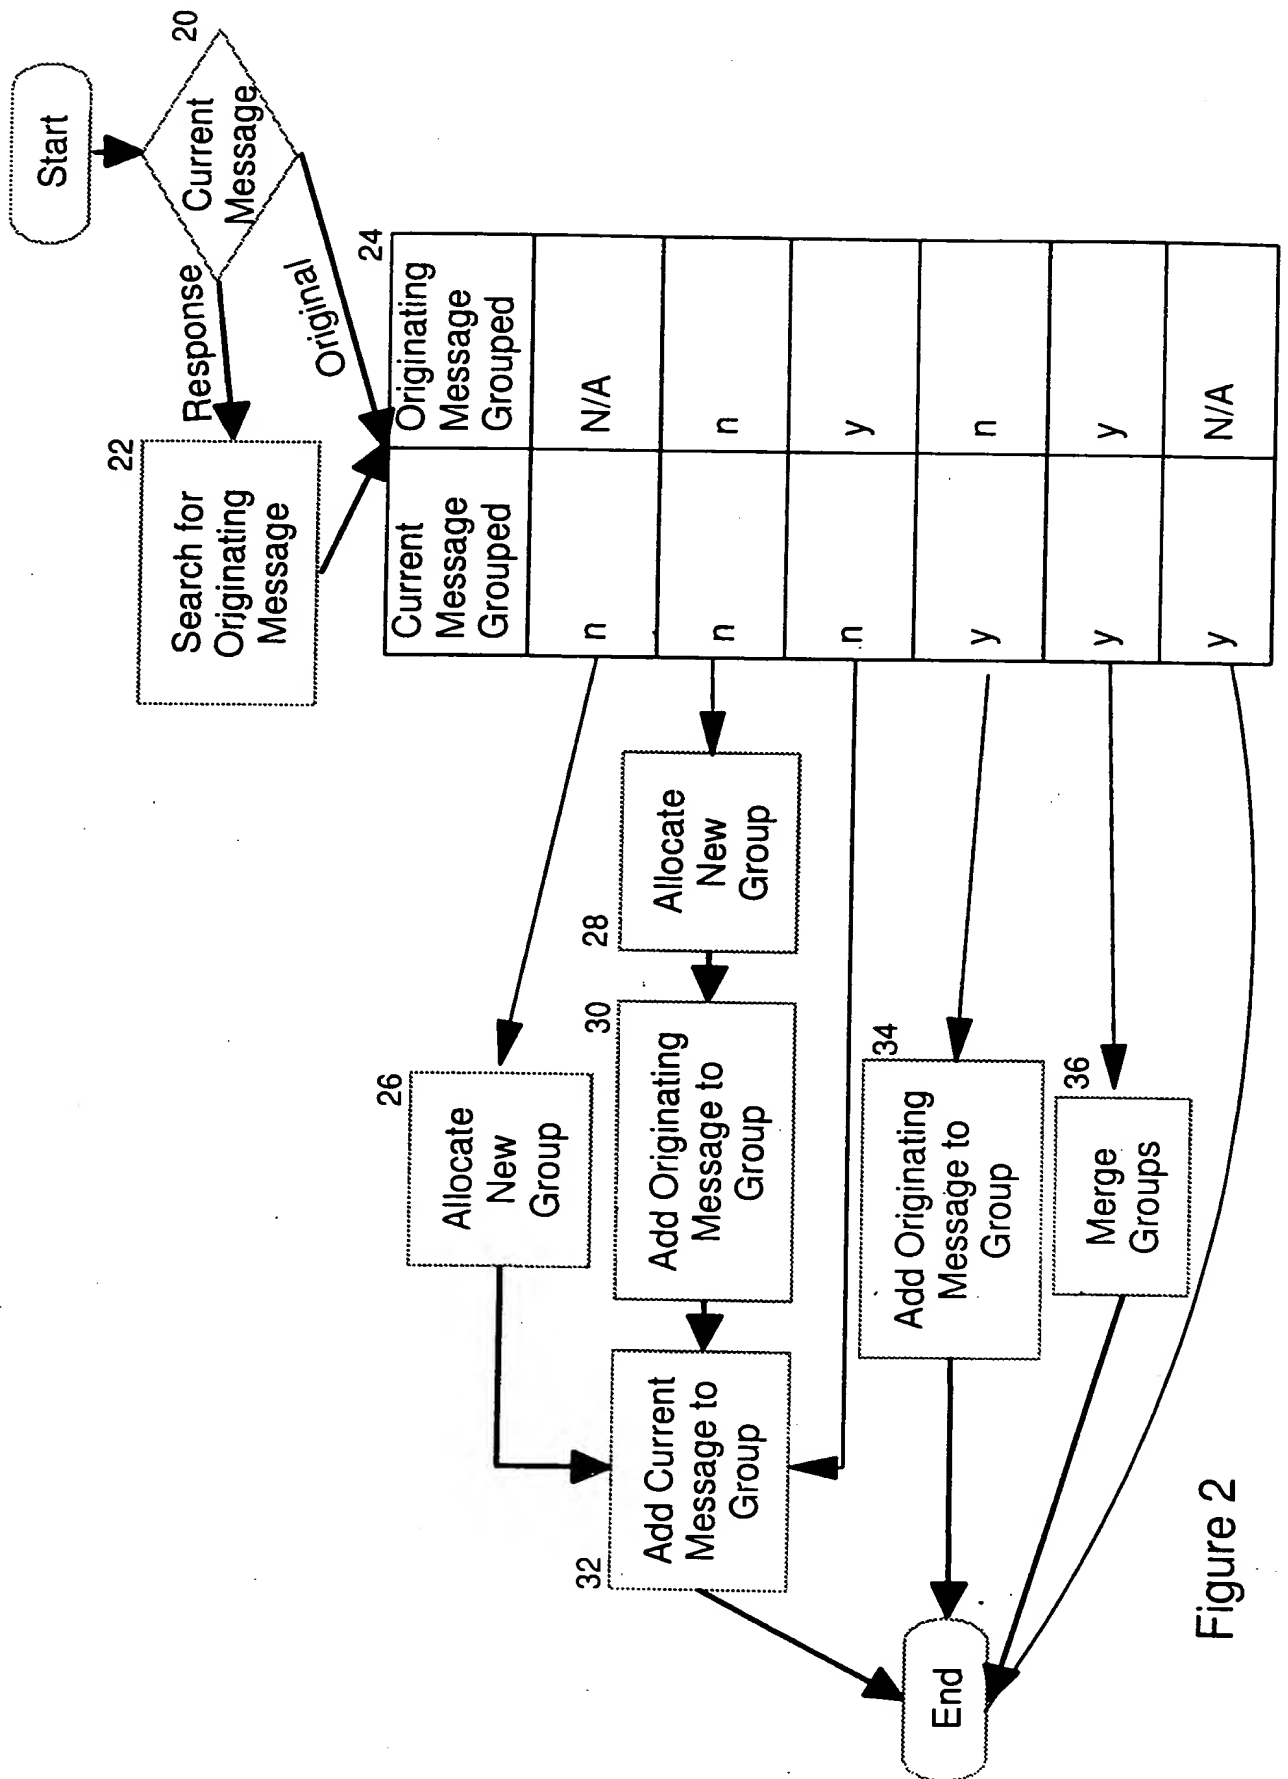 Start
20
Current
Message
Response
Original
22
Search for
Originating
Message
24
Current
Message
Grouped
Originating
Message
Grouped
n
N/A
n
n
n
y
y
n
y
y
y
N/A
26
Allocate
New
Group
28
Allocate
New
Group
30
Add Originating
Message to
Group
32
Add Current
Message to
Group
34
Add Originating
Message to
Group
36
Merge
Groups
End
Figure 2